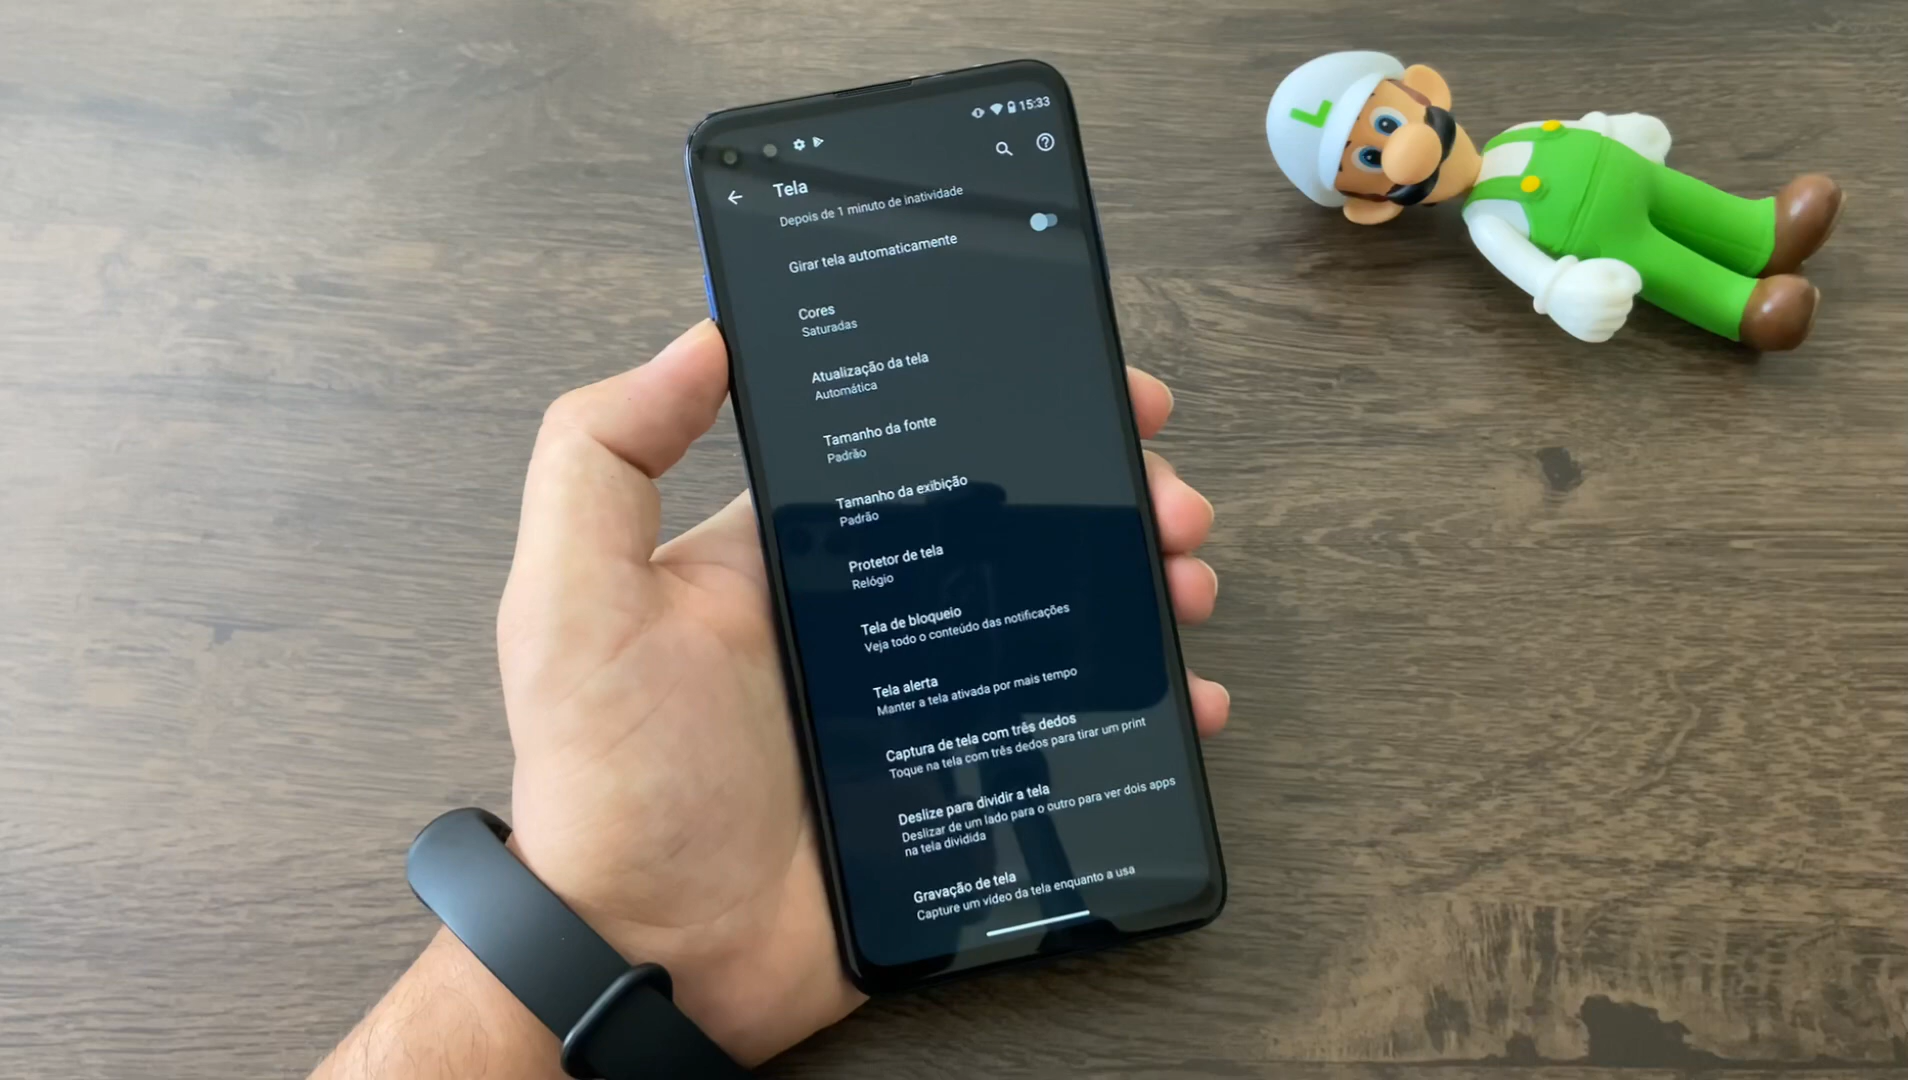 15:33
Tela
Depois de 1 minuto de inatividade
Girar tela automaticamente
Cores
Saturadas
Atualização da tela
Automática
Tamanho da fonte
Padrão
Tamanho da exibição
Padrão
Protetor de tela
Relógio
Tela de bloqueio
Veja todo o conteúdo das notificações
Tela alerta
Manter a tela ativada por mais tempo
Captura de tela com três dedos
Toque na tela com três dedos para tirar um print
Deslize para dividir a tela
Deslizar de um lado para o outro para ver dois apps
na tela dividida
Gravação de tela
Capture um vídeo da tela enquanto a usa
L